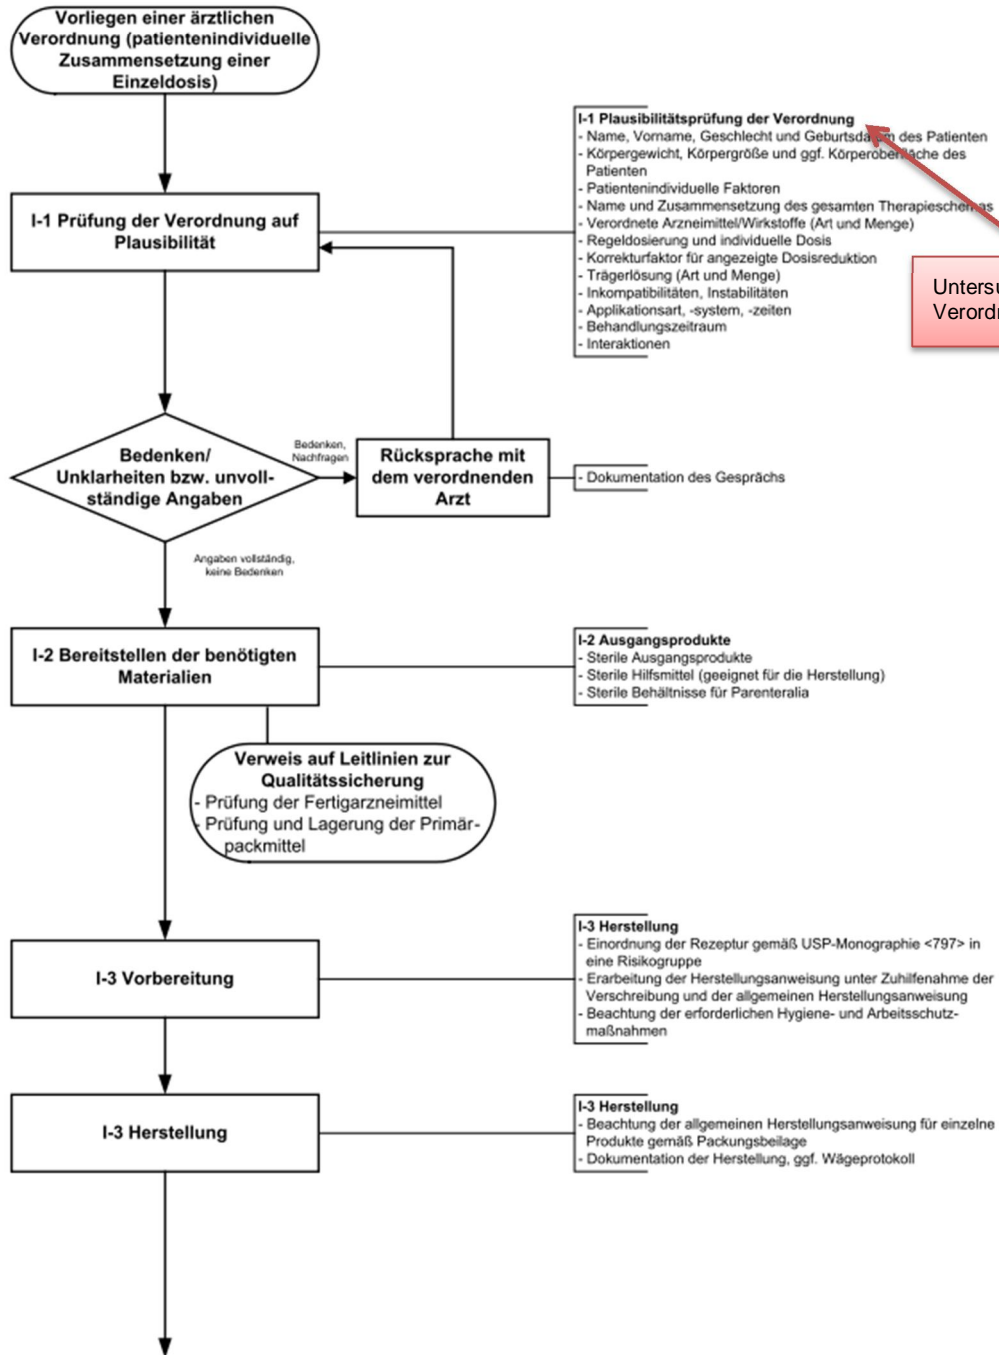 Vorliegen einer ärztlichen
Verordnung (patientenindividuelle
Zusammensetzung einer
Einzeldosis)
I-1 Plausibilitätsprüfung der Verordnung
- Name, Vorname, Geschlecht und Geburtsdatum des Patienten
- Körpergewicht, Körpergröße und ggf. Körperoberfläche des
Patienten
- Patientenindividuelle Faktoren
- Name und Zusammensetzung des gesamten Therapieschemas
- Verordnete Arzneimittel/Wirkstoffe (Art und Menge)
- Regeldosierung und individuelle Dosis
- Korrekturfaktor für angezeigte Dosisreduktion
- Trägerlösung (Art und Menge)
- Inkompatibilitäten, Instabilitäten
- Applikationsart, -system, -zeiten
- Behandlungszeitraum
- Interaktionen
I-1 Prüfung der Verordnung auf
Plausibilität
Bedenken/
Unklarheiten bzw. unvoll-
ständige Angaben
Bedenken,
Nachfragen
Rücksprache mit
dem verordnenden
Arzt
- Dokumentation des Gesprächs
Angaben vollständig,
keine Bedenken
I-2 Bereitstellen der benötigten
Materialien
I-2 Ausgangsprodukte
- Sterile Ausgangsprodukte
- Sterile Hilfsmittel (geeignet für die Herstellung)
- Sterile Behältnisse für Parenteralia
Verweis auf Leitlinien zur
Qualitätssicherung
- Prüfung der Fertigarzneimittel
- Prüfung und Lagerung der Primär-
packmittel
I-3 Vorbereitung
I-3 Herstellung
- Einordnung der Rezeptur gemäß USP-Monographie <797> in
eine Risikogruppe
- Erarbeitung der Herstellungsanweisung unter Zuhilfenahme der
Verschreibung und der allgemeinen Herstellungsanweisung
- Beachtung der erforderlichen Hygiene- und Arbeitsschutz-
maßnahmen
I-3 Herstellung
I-3 Herstellung
- Beachtung der allgemeinen Herstellungsanweisung für einzelne
Produkte gemäß Packungsbeilage
- Dokumentation der Herstellung, ggf. Wägeprotokoll